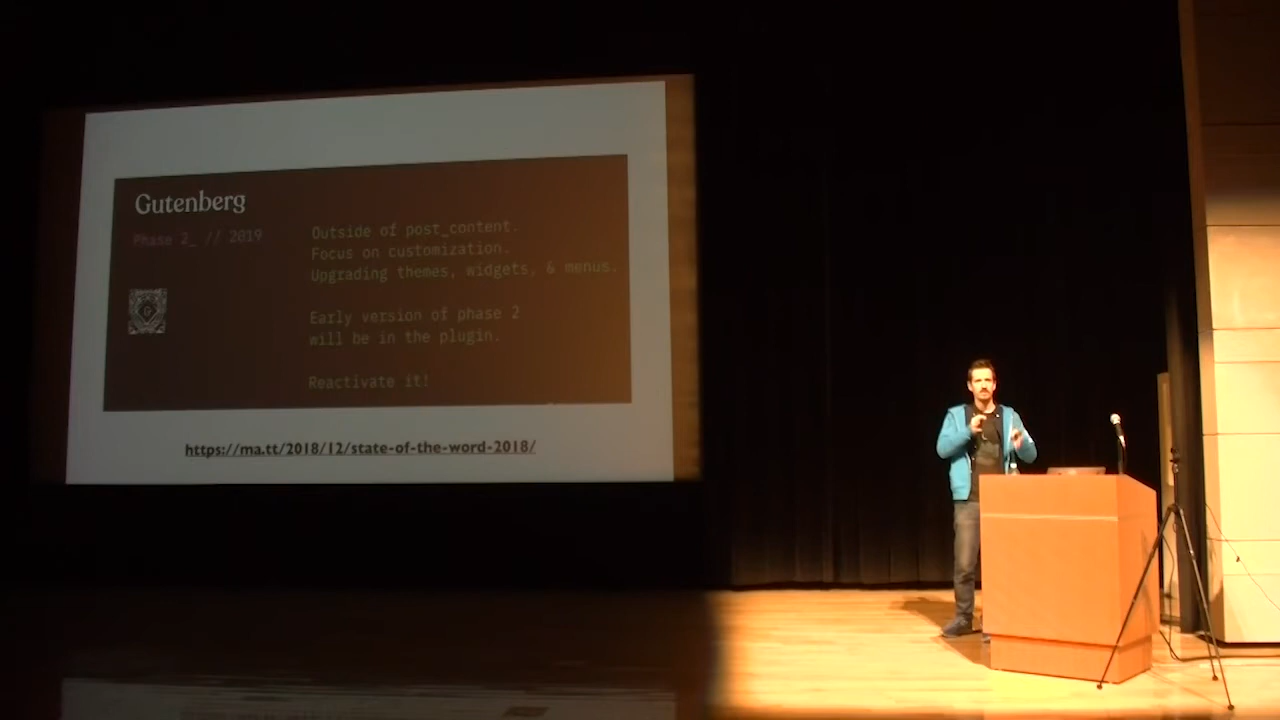 Gutenberg
Phase 2_ // 2019
Outside of post_content.
Focus on customization.
Upgrading themes, widgets, & menus.
Early version of phase 2
will be in the plugin.
Reactivate it!
https://ma.tt/2018/12/state-of-the-word-2018/